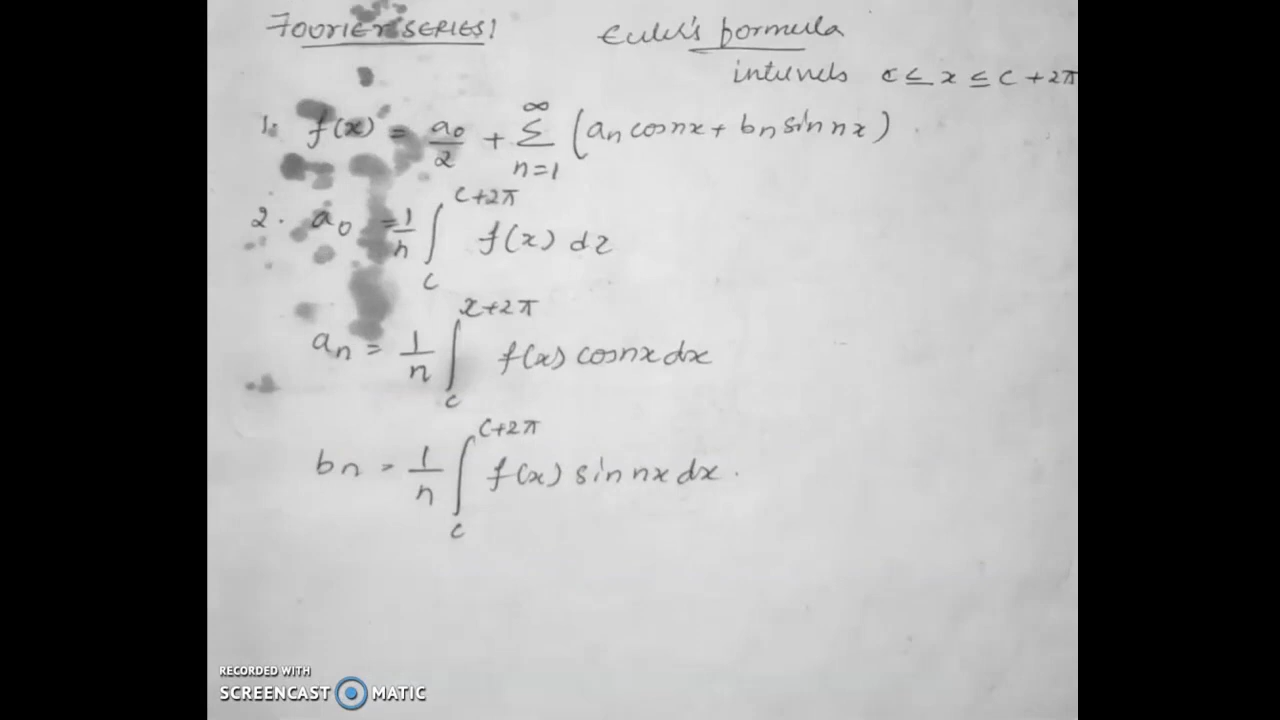 FOURIER SERIES! Euler's formula
intervals c ≤ x ≤ c + 2π
1. f(x) = a₀/2 + ∑_{n=1}^{∞} (aₙ cos nx + bₙ sin nx)
2. a₀ = 1/n ∫_{c}^{c+2π} f(x) dz
aₙ = 1/n ∫_{c}^{x+2π} f(x) cos nx dx
bn = 1/n ∫_{c}^{c+2π} f(x) sin nx dx.
RECORDED WITH
SCREENCAST MATIC